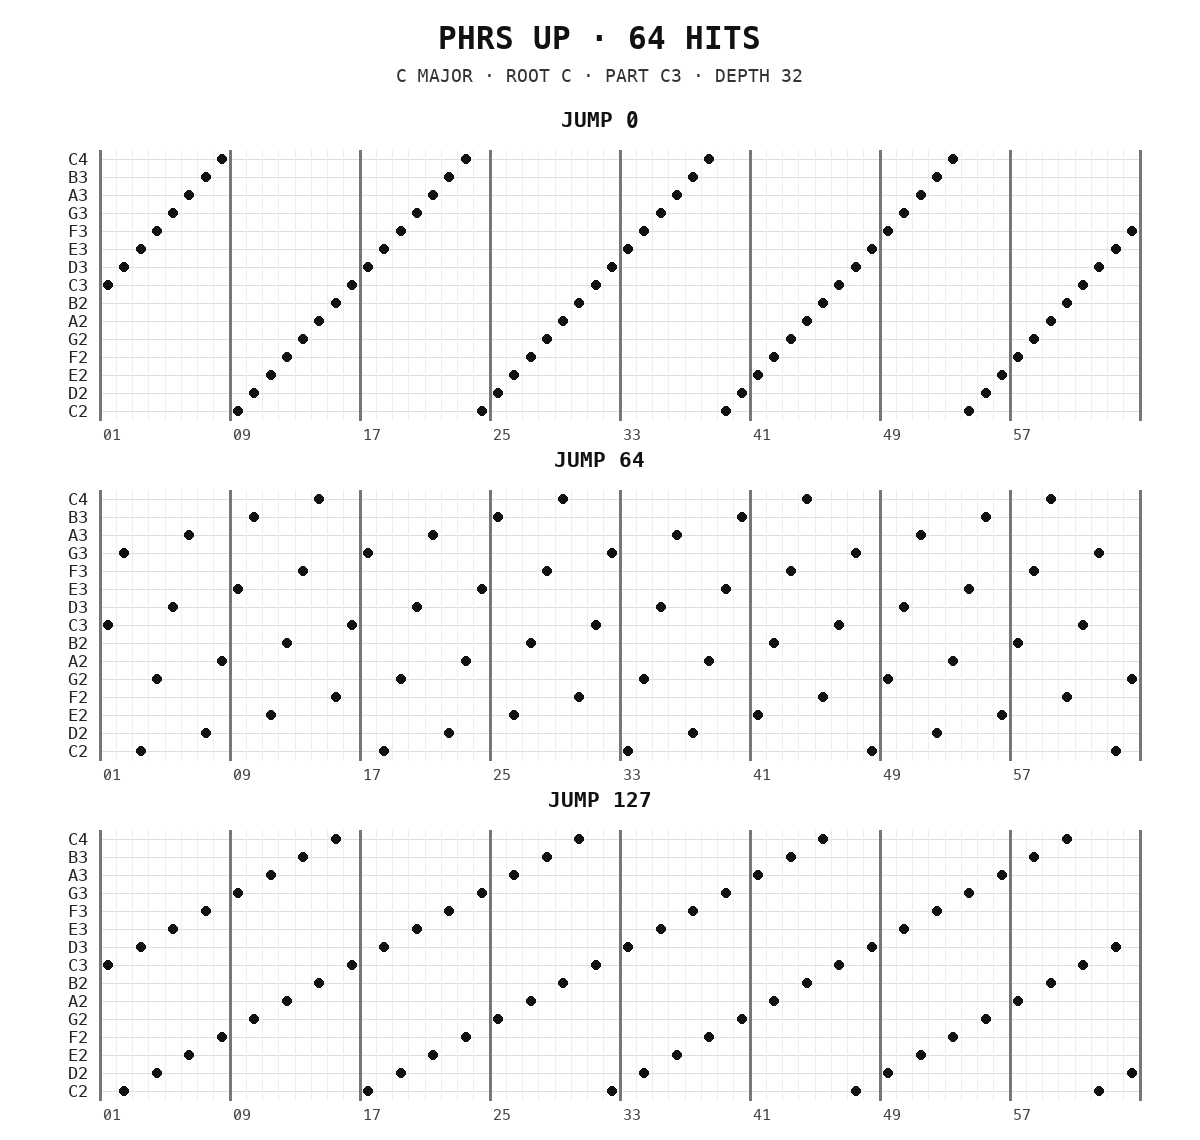 PHRS UP · 64 HITS
C MAJOR · ROOT C · PART C3 · DEPTH 32
JUMP 0
C4
B3
A3
G3
F3
E3
D3
C3
B2
A2
G2
F2
E2
D2
C2
01 09 17 25 33 41 49 57
JUMP 64
C4
B3
A3
G3
F3
E3
D3
C3
B2
A2
G2
F2
E2
D2
C2
01 09 17 25 33 41 49 57
JUMP 127
C4
B3
A3
G3
F3
E3
D3
C3
B2
A2
G2
F2
E2
D2
C2
01 09 17 25 33 41 49 57